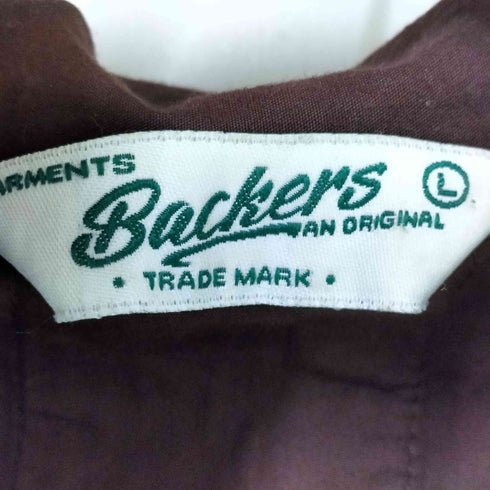 ARMENTS
Backers
L
AN ORIGINAL
• TRADE MARK •